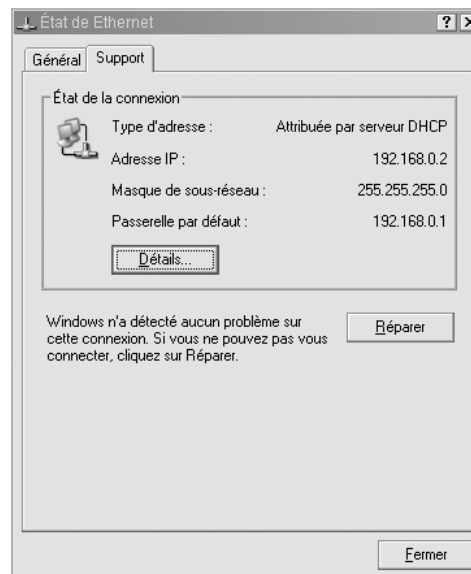 État de Ethernet
Général Support
État de la connexion
Type d'adresse : Attribuée par serveur DHCP
Adresse IP : 192.168.0.2
Masque de sous-réseau : 255.255.255.0
Passerelle par défaut : 192.168.0.1
Détails...
Windows n'a détecté aucun problème sur
cette connexion. Si vous ne pouvez pas vous
connecter, cliquez sur Réparer.
Réparer
Fermer